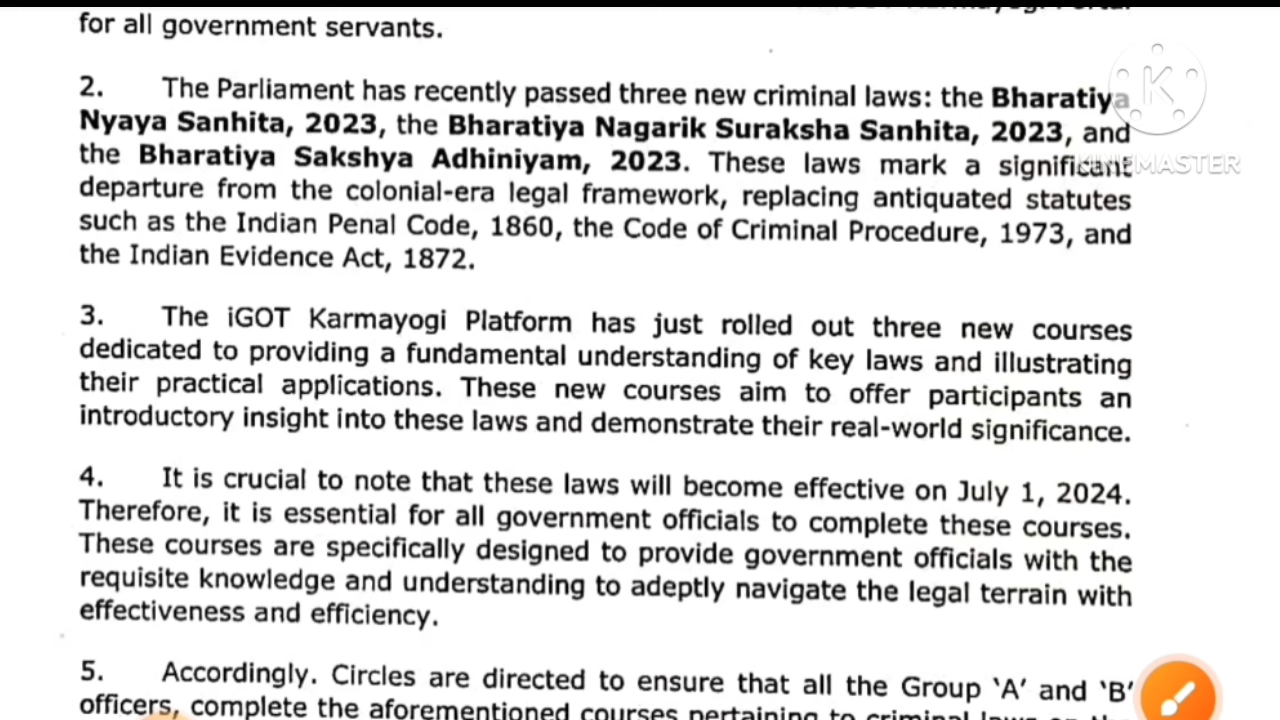 for all government servants.
2. The Parliament has recently passed three new criminal laws: the Bharatiya
Nyaya Sanhita, 2023, the Bharatiya Nagarik Suraksha Sanhita, 2023, and
the Bharatiya Sakshya Adhiniyam, 2023. These laws mark a significant
KINEMASTER
departure from the colonial-era legal framework, replacing antiquated statutes
such as the Indian Penal Code, 1860, the Code of Criminal Procedure, 1973, and
the Indian Evidence Act, 1872.
3. The iGOT Karmayogi Platform has just rolled out three new courses
dedicated to providing a fundamental understanding of key laws and illustrating
their practical applications. These new courses aim to offer participants an
introductory insight into these laws and demonstrate their real-world significance.
4. It is crucial to note that these laws will become effective on July 1, 2024.
Therefore, it is essential for all government officials to complete these courses.
These courses are specifically designed to provide government officials with the
requisite knowledge and understanding to adeptly navigate the legal terrain with
effectiveness and efficiency.
5. Accordingly. Circles are directed to ensure that all the Group ‘A’ and ‘B’
officers, complete the aforementioned courses pertaining to criminal laws on the